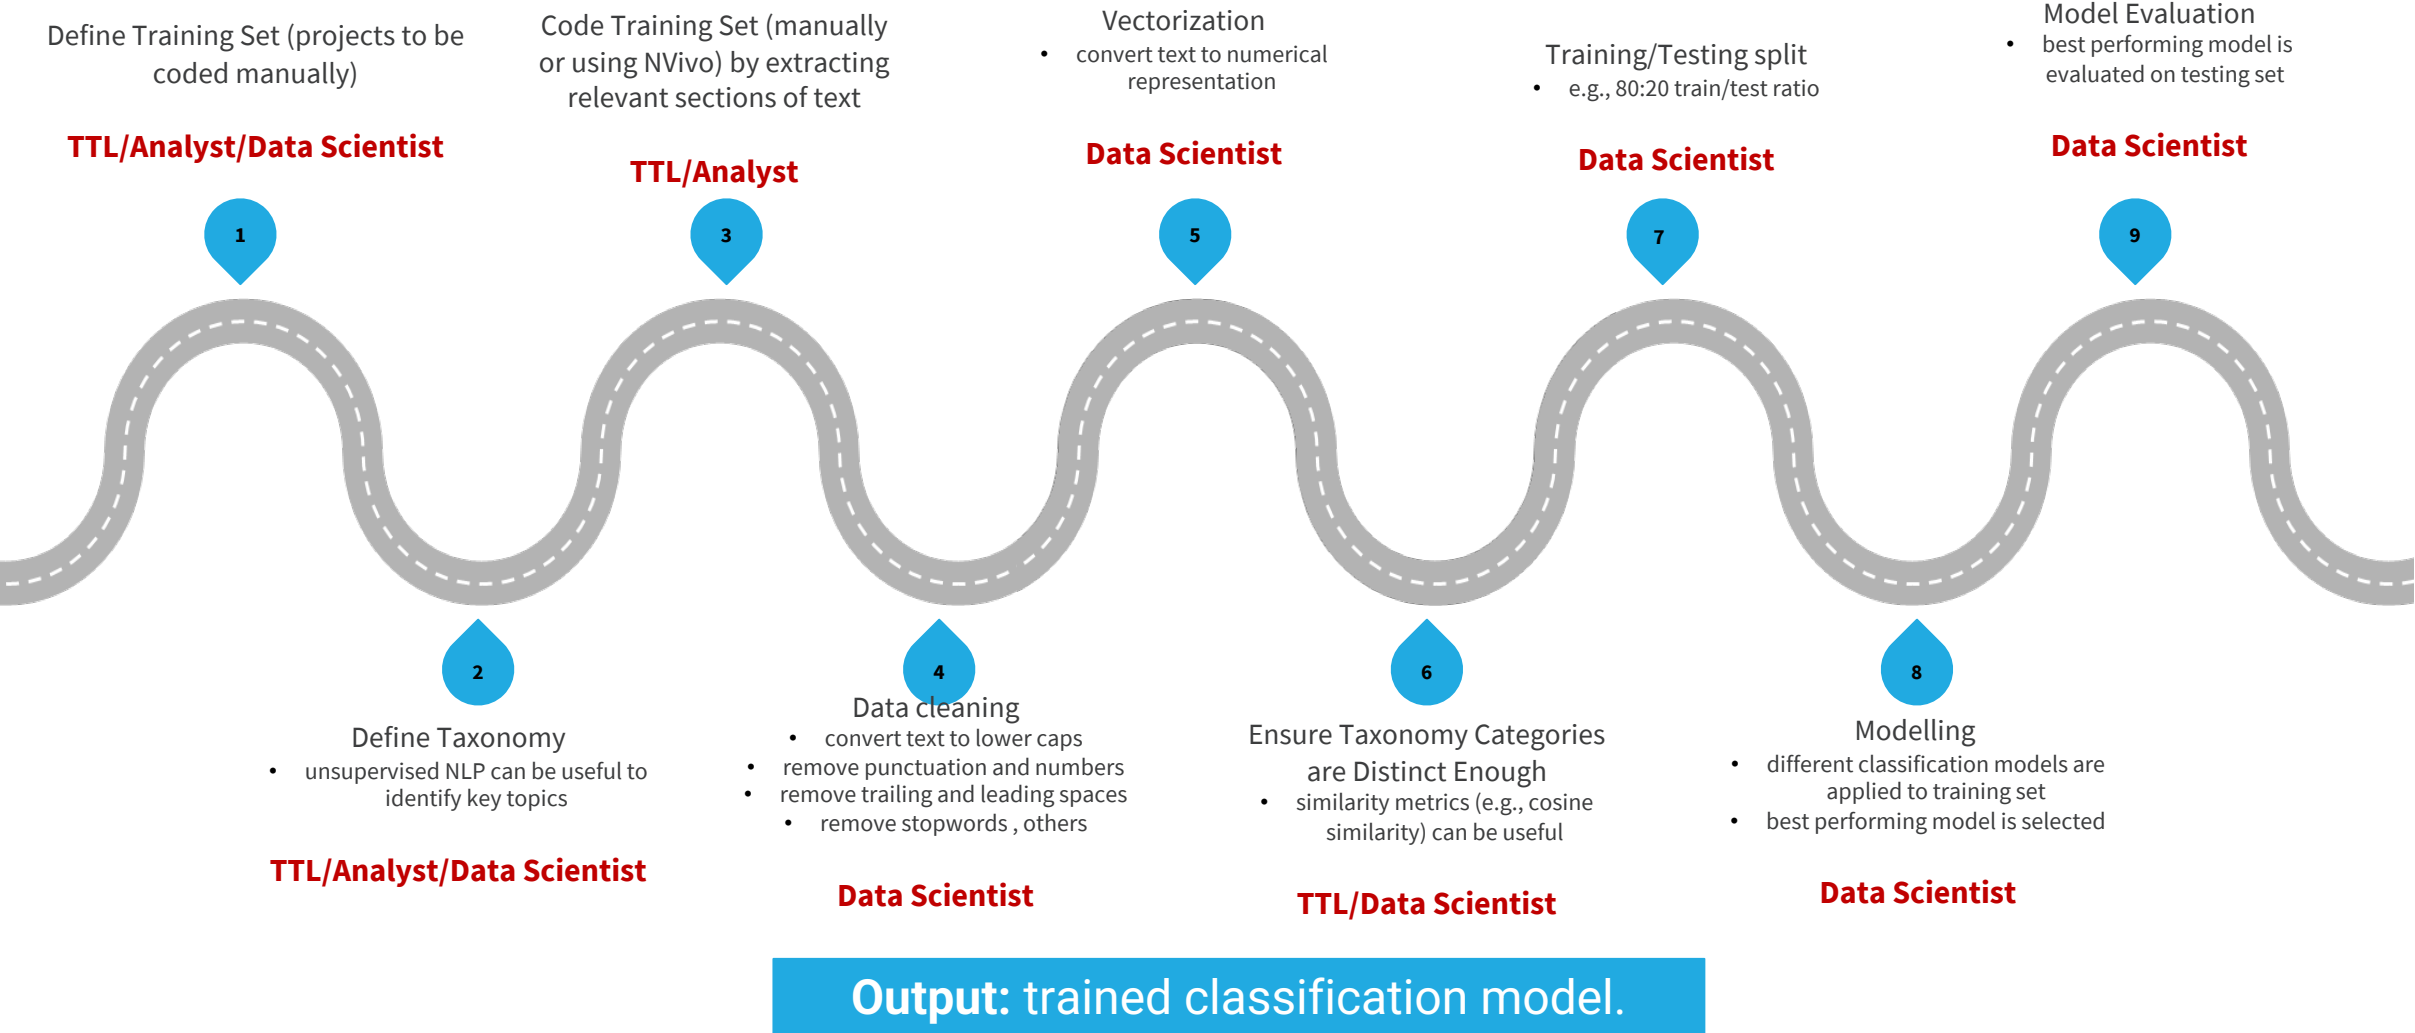 Define Training Set (projects to be
coded manually)
TTL/Analyst/Data Scientist
1
Define Taxonomy
• unsupervised NLP can be useful to
identify key topics
TTL/Analyst/Data Scientist
2
Code Training Set (manually
or using NVivo) by extracting
relevant sections of text
TTL/Analyst
3
4
Data cleaning
• convert text to lower caps
• remove punctuation and numbers
• remove trailing and leading spaces
• remove stopwords , others
Data Scientist
Vectorization
• convert text to numerical
representation
Data Scientist
5
6
Ensure Taxonomy Categories
are Distinct Enough
• similarity metrics (e.g., cosine
similarity) can be useful
TTL/Data Scientist
Training/Testing split
• e.g., 80:20 train/test ratio
Data Scientist
7
8
Modelling
• different classification models are
applied to training set
• best performing model is selected
Data Scientist
Model Evaluation
• best performing model is
evaluated on testing set
Data Scientist
9
Output: trained classification model.